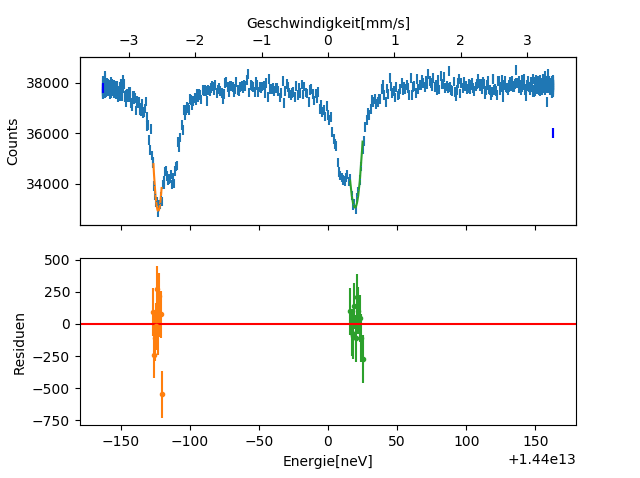 Geschwindigkeit[mm/s]
−3 −2 −1 0 1 2 3
38000
36000
34000
Counts
500
250
0
−250
−500
−750
Residuen
−150 −100 −50 0 50 100 150
Energie[neV]
+1.44e13